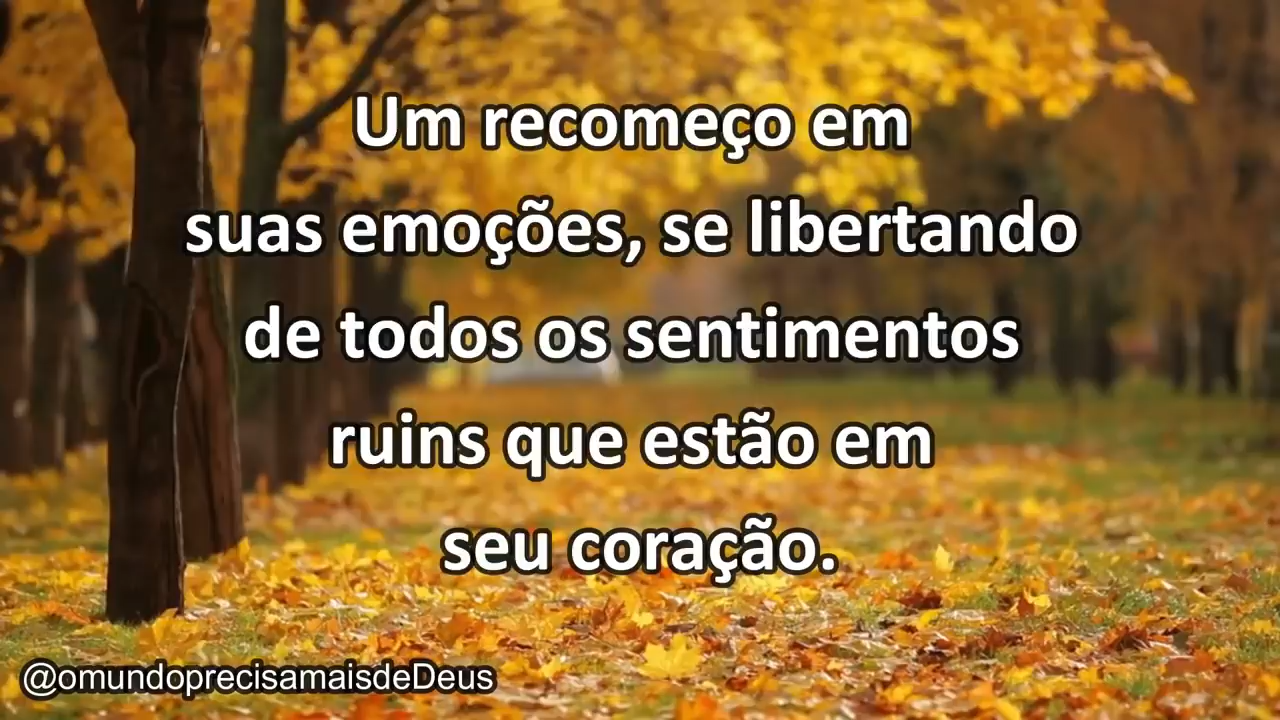 Um recomeço em
suas emoções, se libertando
de todos os sentimentos
ruins que estão em
seu coração.
@omundoprecisamaisdeDeus